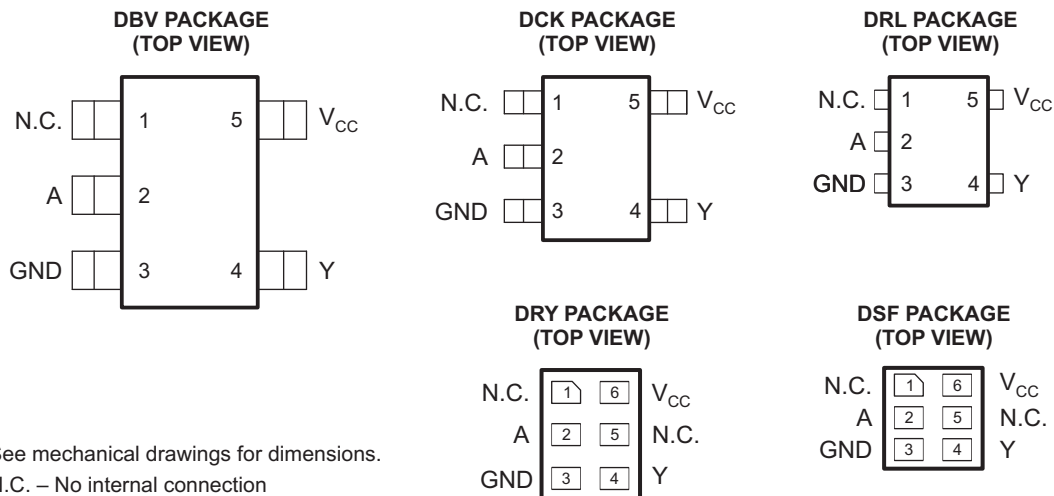 DBV PACKAGE
(TOP VIEW)
N.C. 1 5 VCC
A 2
GND 3 4 Y
DCK PACKAGE
(TOP VIEW)
N.C. 1 5 VCC
A 2
GND 3 4 Y
DRL PACKAGE
(TOP VIEW)
N.C. 1 5 VCC
A 2
GND 3 4 Y
DRY PACKAGE
(TOP VIEW)
N.C. 1 6 VCC
A 2 5 N.C.
GND 3 4 Y
DSF PACKAGE
(TOP VIEW)
N.C. 1 6 VCC
A 2 5 N.C.
GND 3 4 Y
ee mechanical drawings for dimensions.
.C. – No internal connection